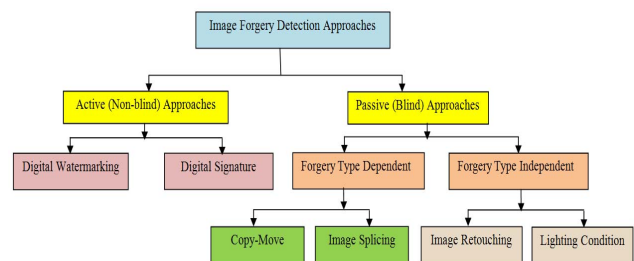 Image Forgery Detection Approaches
Active (Non-blind) Approaches
Passive (Blind) Approaches
Digital Watermarking
Digital Signature
Forgery Type Dependent
Forgery Type Independent
Copy-Move
Image Splicing
Image Retouching
Lighting Condition